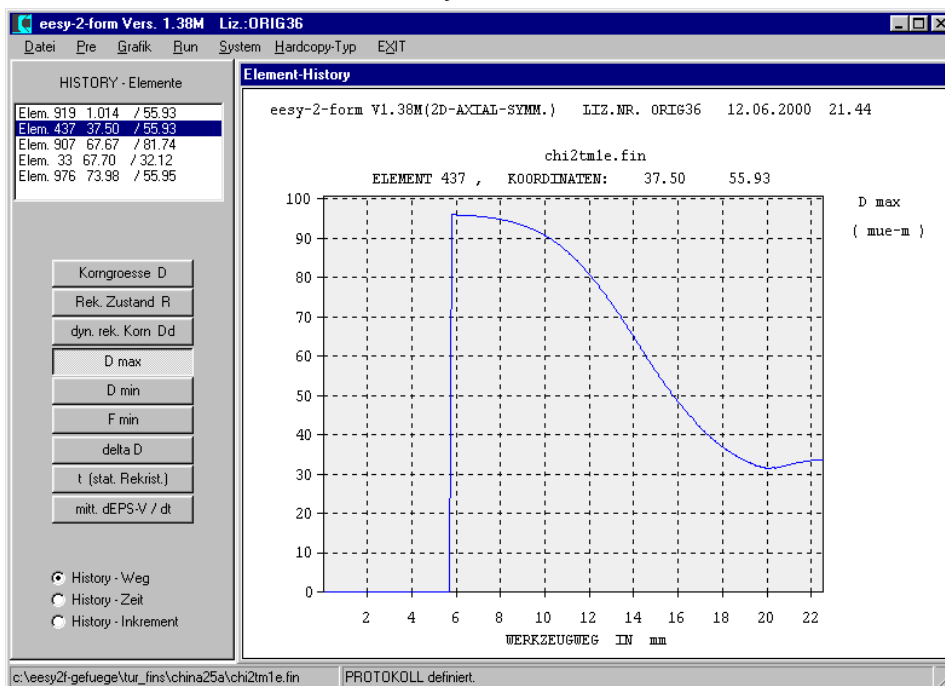 eesy-2-form Vers. 1.38M Liz.:ORIG36
Datei Pre Grafik Run System Hardcopy-Typ EXIT
HISTORY - Elemente
Elem. 919 1.014 / 55.93
Elem. 437 37.50 / 55.93
Elem. 907 67.67 / 81.74
Elem. 33 67.70 / 32.12
Elem. 976 73.98 / 55.95
Korngroesse D
Rek. Zustand R
dyn. rek. Korn Dd
D max
D min
F min
delta D
t (stat. Rekrist.)
mitt. dEPS-V / dt
History - Weg
History - Zeit
History - Inkrement
Element-History
eesy-2-form V1.38M(2D-AXIAL-SYMM.) LIZ.NR. ORIG36 12.06.2000 21.44
chi2tm1e.fin
ELEMENT 437 , KOORDINATEN: 37.50 55.93
D max
( mue-m )
100
90
80
70
60
50
40
30
20
10
0
2 4 6 8 10 12 14 16 18 20 22
WERKZEUGWEG IN mm
c:\eesy2f-gefuege\tur_fins\china25a\chi2tm1e.fin PROTOKOLL definiert.